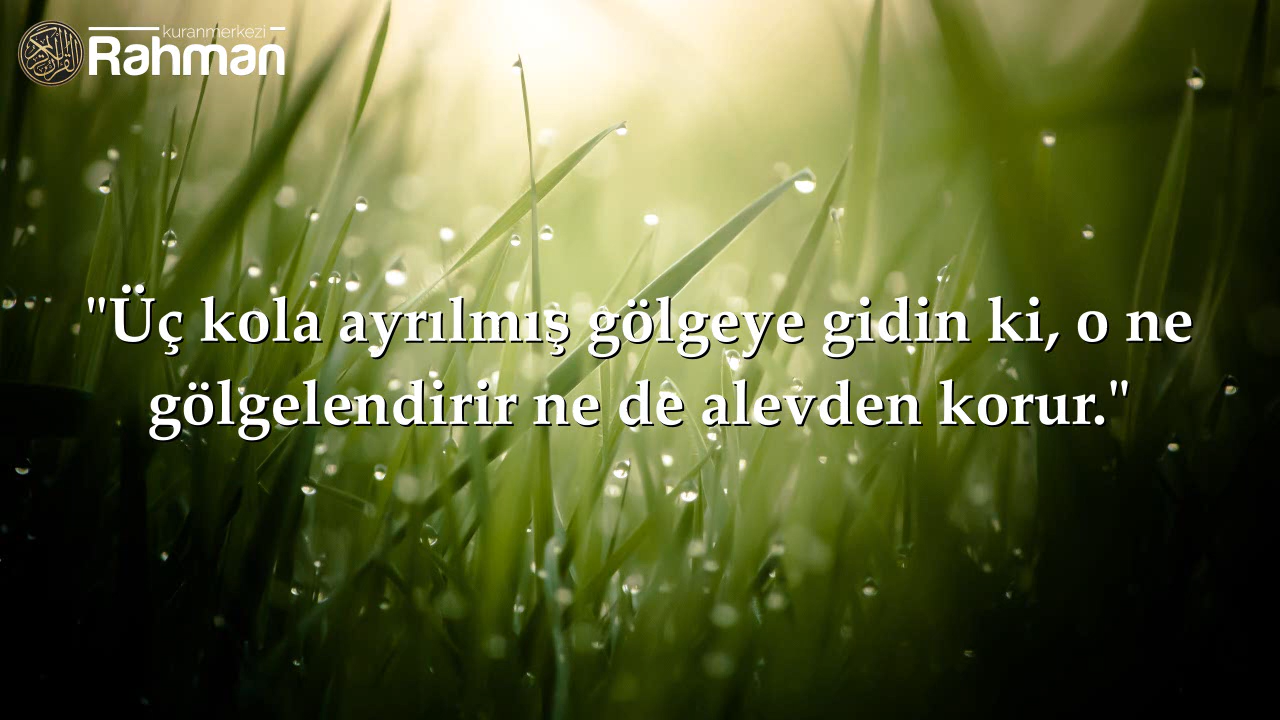 kuranmerkezi
Rahman
"Üç kola ayrılmış gölgeye gidin ki, o ne
gölgelendirir ne de alevden korur."